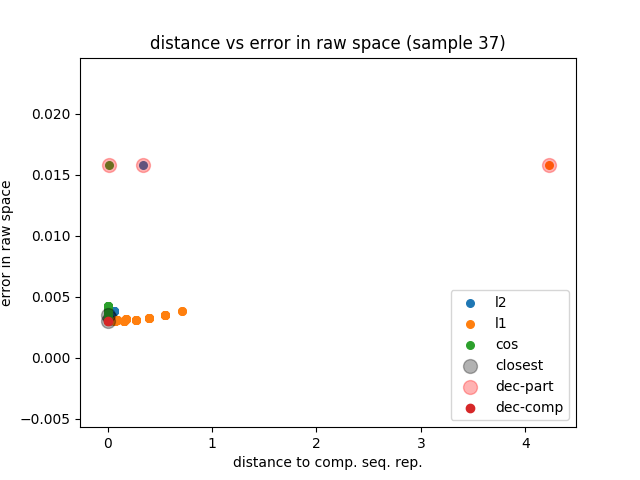 distance vs error in raw space (sample 37)
error in raw space
0.020
0.015
0.010
0.005
0.000
−0.005
l2
l1
cos
closest
dec-part
dec-comp
0 1 2 3 4
distance to comp. seq. rep.